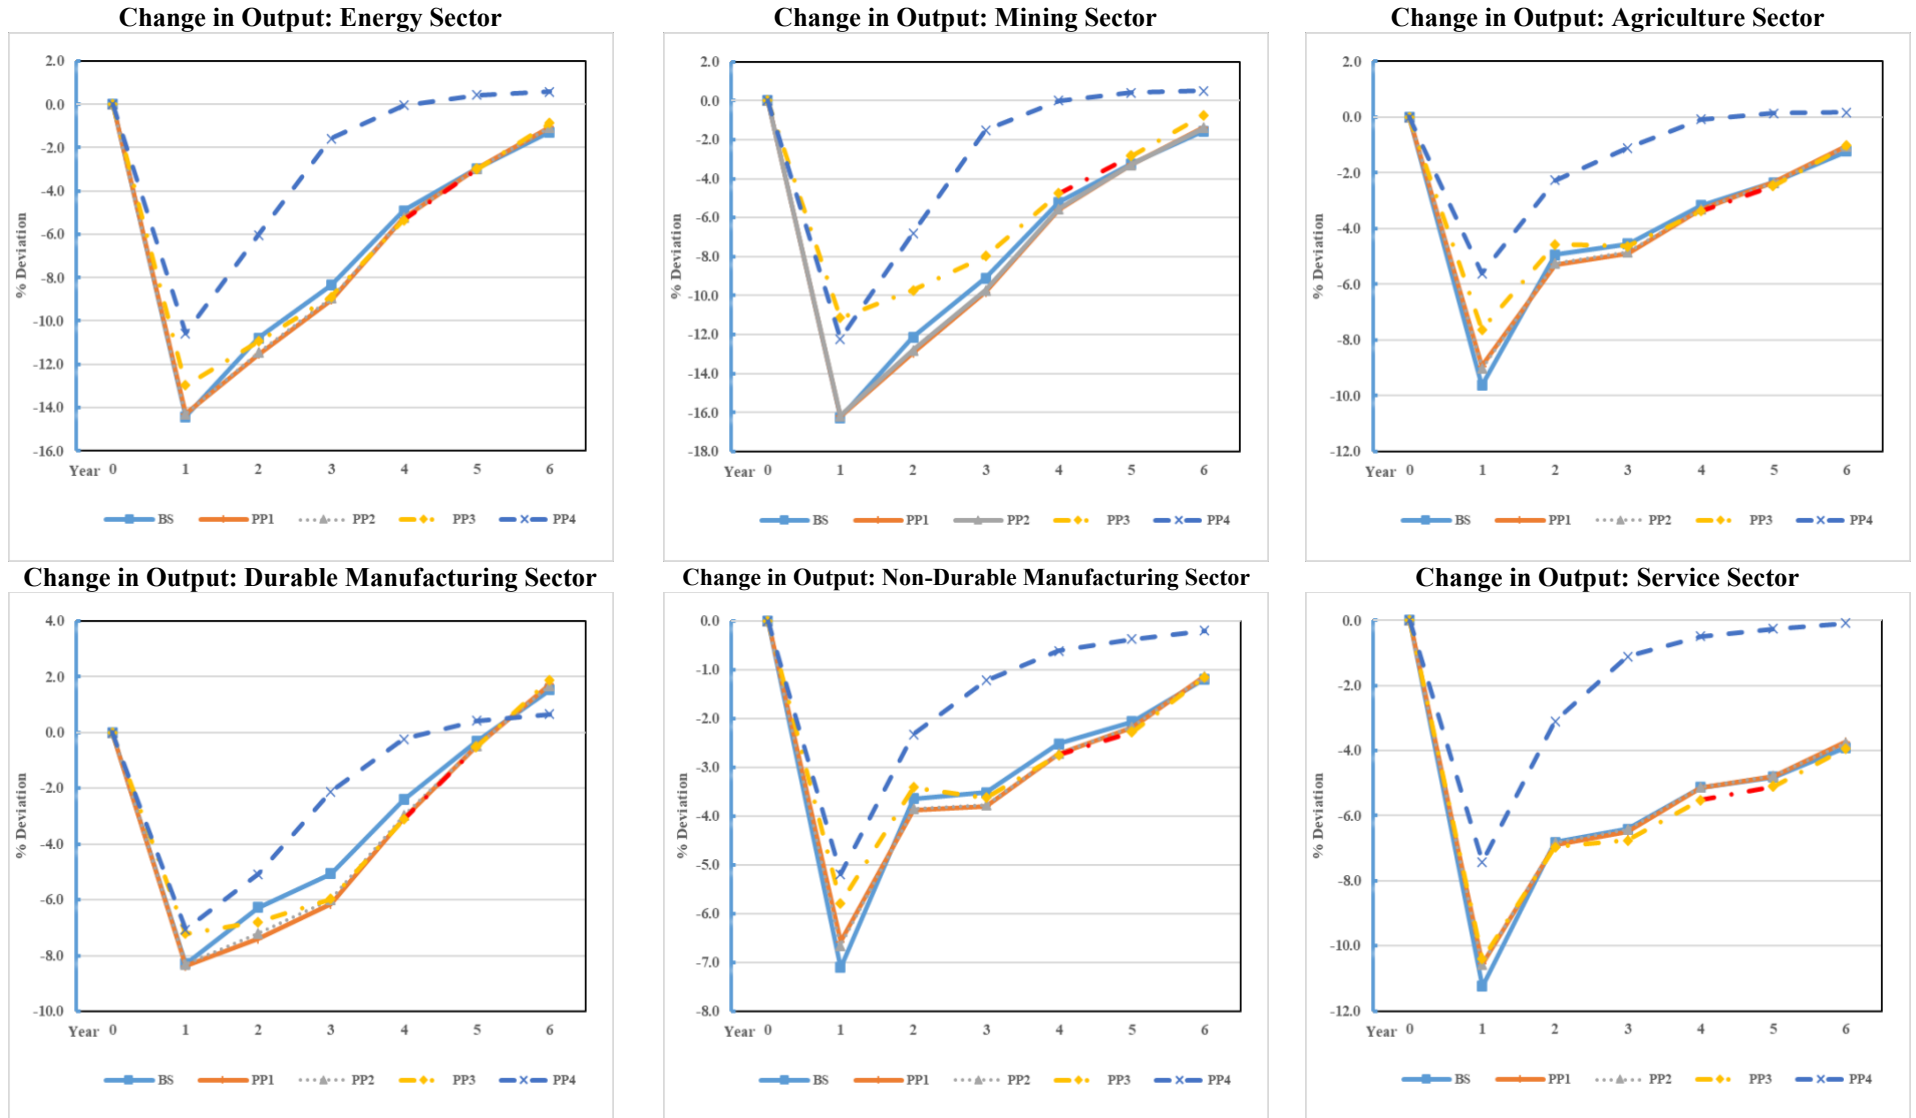 Change in Output: Energy Sector
2.0
0.0
-2.0
-4.0
-6.0
-8.0
-10.0
-12.0
-14.0
-16.0
% Deviation
Year 0 1 2 3 4 5 6
BS PP1 PP2 PP3 PP4
Change in Output: Mining Sector
2.0
0.0
-2.0
-4.0
-6.0
-8.0
-10.0
-12.0
-14.0
-16.0
-18.0
% Deviation
Year 0 1 2 3 4 5 6
BS PP1 PP2 PP3 PP4
Change in Output: Agriculture Sector
2.0
0.0
-2.0
-4.0
-6.0
-8.0
-10.0
-12.0
% Deviation
Year 0 1 2 3 4 5 6
BS PP1 PP2 PP3 PP4
Change in Output: Durable Manufacturing Sector
4.0
2.0
0.0
-2.0
-4.0
-6.0
-8.0
-10.0
% Deviation
Year 0 1 2 3 4 5 6
BS PP1 PP2 PP3 PP4
Change in Output: Non-Durable Manufacturing Sector
0.0
-1.0
-2.0
-3.0
-4.0
-5.0
-6.0
-7.0
-8.0
% Deviation
Year 0 1 2 3 4 5 6
BS PP1 PP2 PP3 PP4
Change in Output: Service Sector
0.0
-2.0
-4.0
-6.0
-8.0
-10.0
-12.0
% Deviation
Year 0 1 2 3 4 5 6
BS PP1 PP2 PP3 PP4